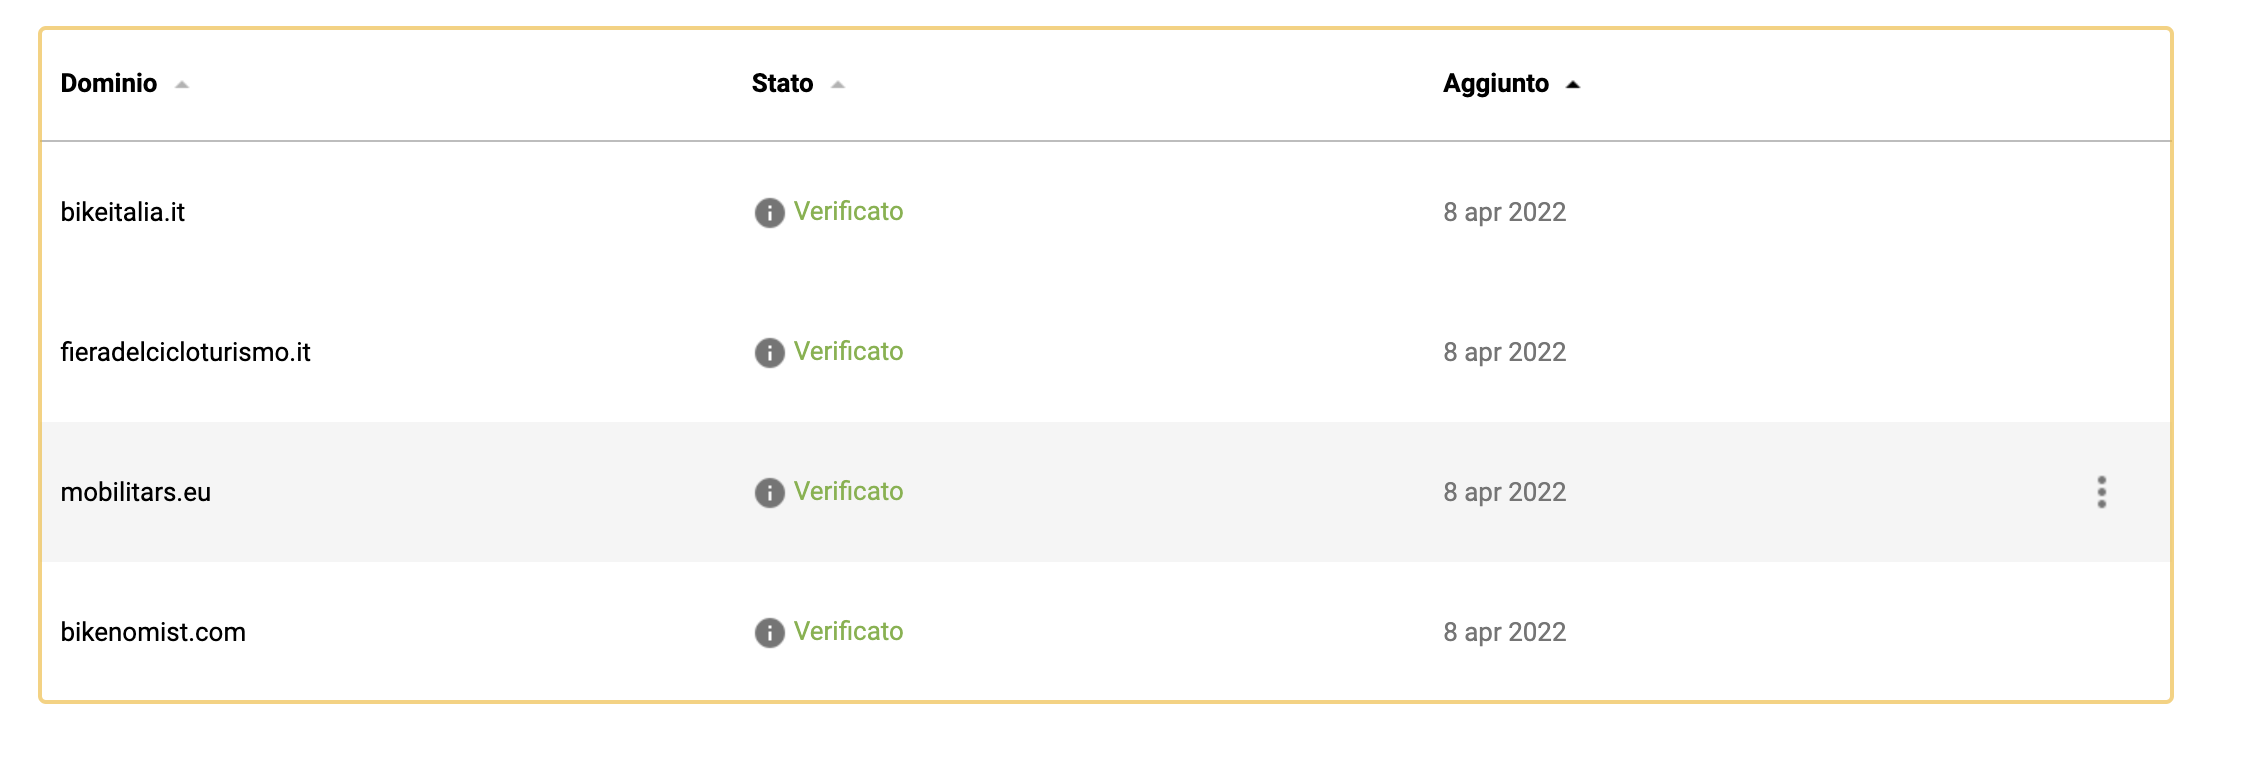 Dominio Stato Aggiunto
bikeitalia.it Verificato 8 apr 2022
fieradelcicloturismo.it Verificato 8 apr 2022
mobilitars.eu Verificato 8 apr 2022
bikenomist.com Verificato 8 apr 2022